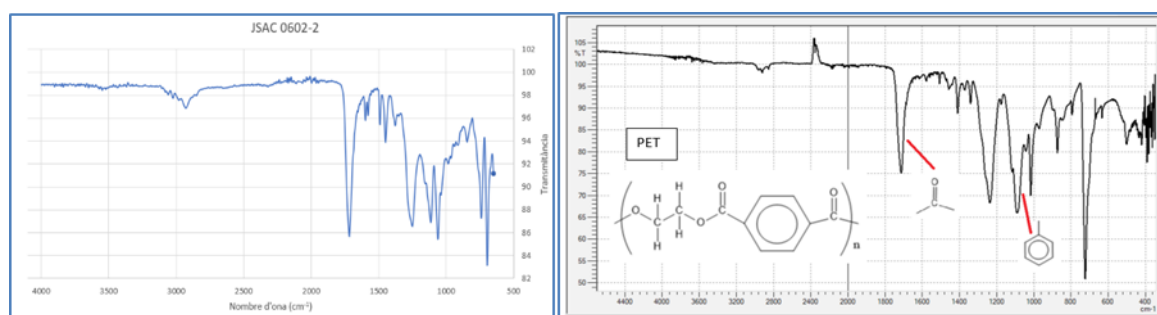 JSAC 0602-2
102
100
98
96
94
92
90
88
86
84
82
Transmitància
4000 3500 3000 2500 2000 1500 1000 500
Nombre d'ona (cm-1)
105
%T
100
95
90
85
80
75
70
65
60
55
50
PET
O
H H
C C
H H
O
O
C
O
C
n
O
C
4400 4000 3600 3200 2800 2400 2000 1800 1600 1400 1200 1000 800 600 400
cm-1